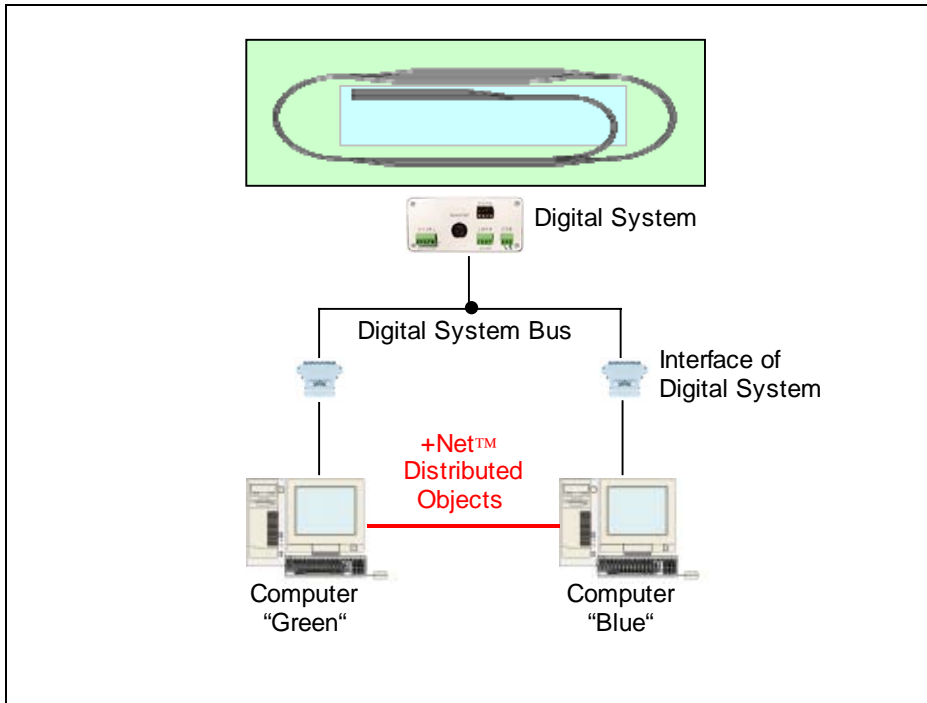 Digital System
Digital System Bus
Interface of
Digital System
+Net™
Distributed
Objects
Computer
“Green“
Computer
“Blue“